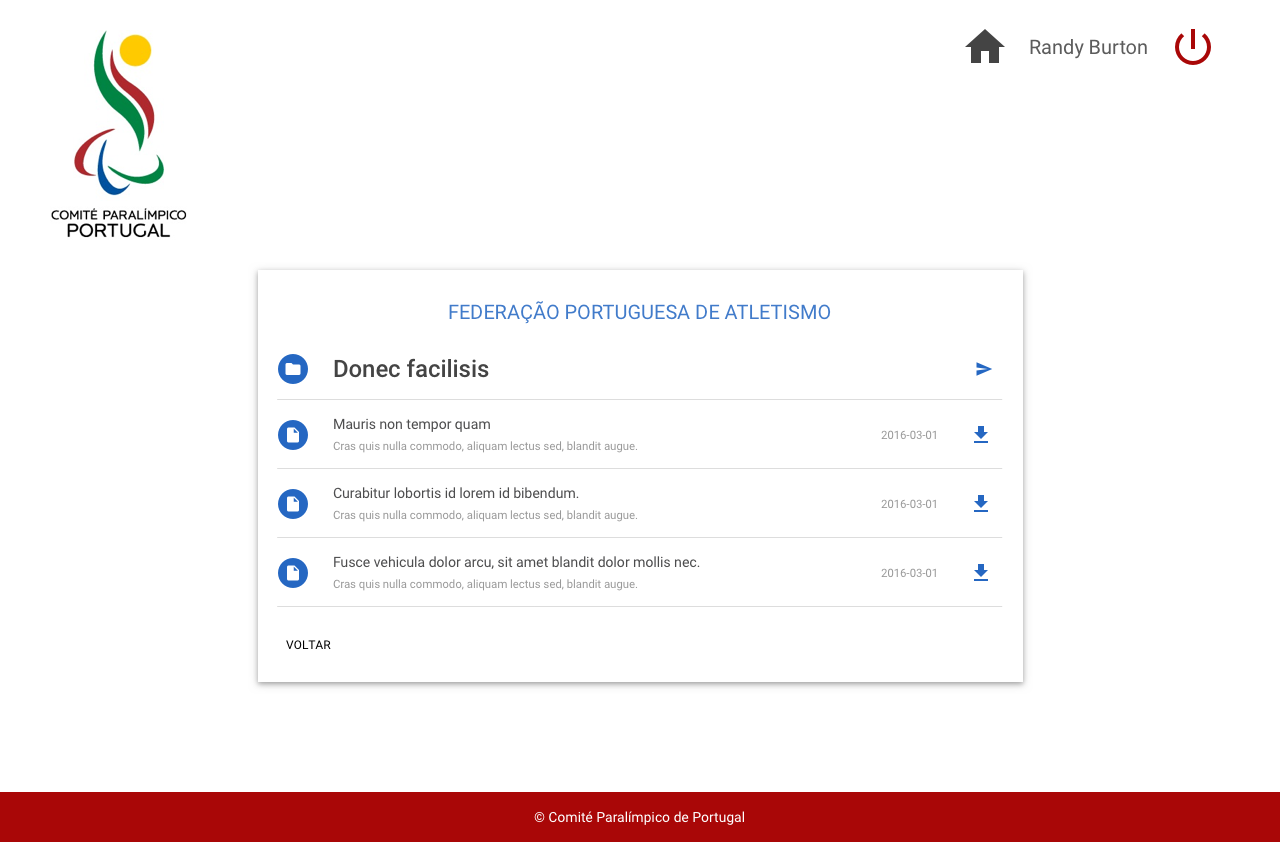 Randy Burton
COMITÉ PARALÍMPICO
PORTUGAL
FEDERAÇÃO PORTUGUESA DE ATLETISMO
Donec facilisis
Mauris non tempor quam
Cras quis nulla commodo, aliquam lectus sed, blandit augue.
2016-03-01
Curabitur lobortis id lorem id bibendum.
Cras quis nulla commodo, aliquam lectus sed, blandit augue.
2016-03-01
Fusce vehicula dolor arcu, sit amet blandit dolor mollis nec.
Cras quis nulla commodo, aliquam lectus sed, blandit augue.
2016-03-01
VOLTAR
© Comité Paralímpico de Portugal